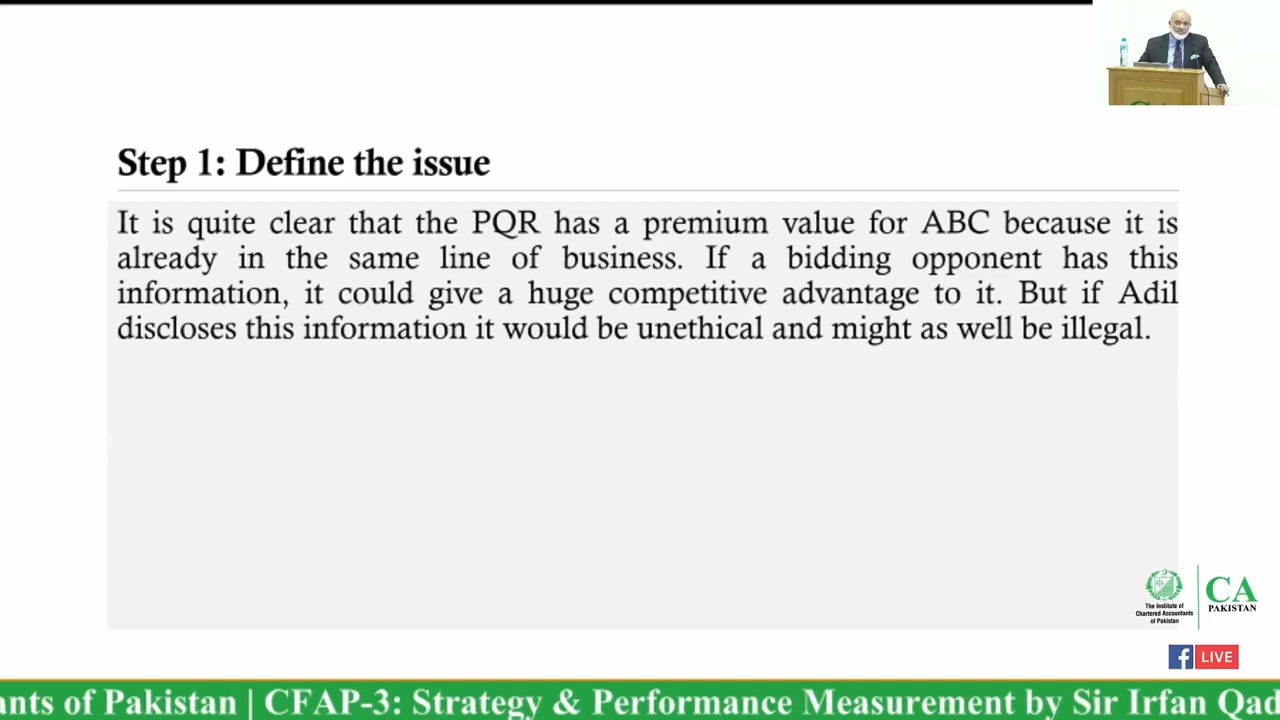 Step 1: Define the issue
It is quite clear that the PQR has a premium value for ABC because it is
already in the same line of business. If a bidding opponent has this
information, it could give a huge competitive advantage to it. But if Adil
discloses this information it would be unethical and might as well be illegal.
The Institute of
Chartered Accountants
of Pakistan
CA
PAKISTAN
f LIVE
ants of Pakistan | CFAP-3: Strategy & Performance Measurement by Sir Irfan Qad